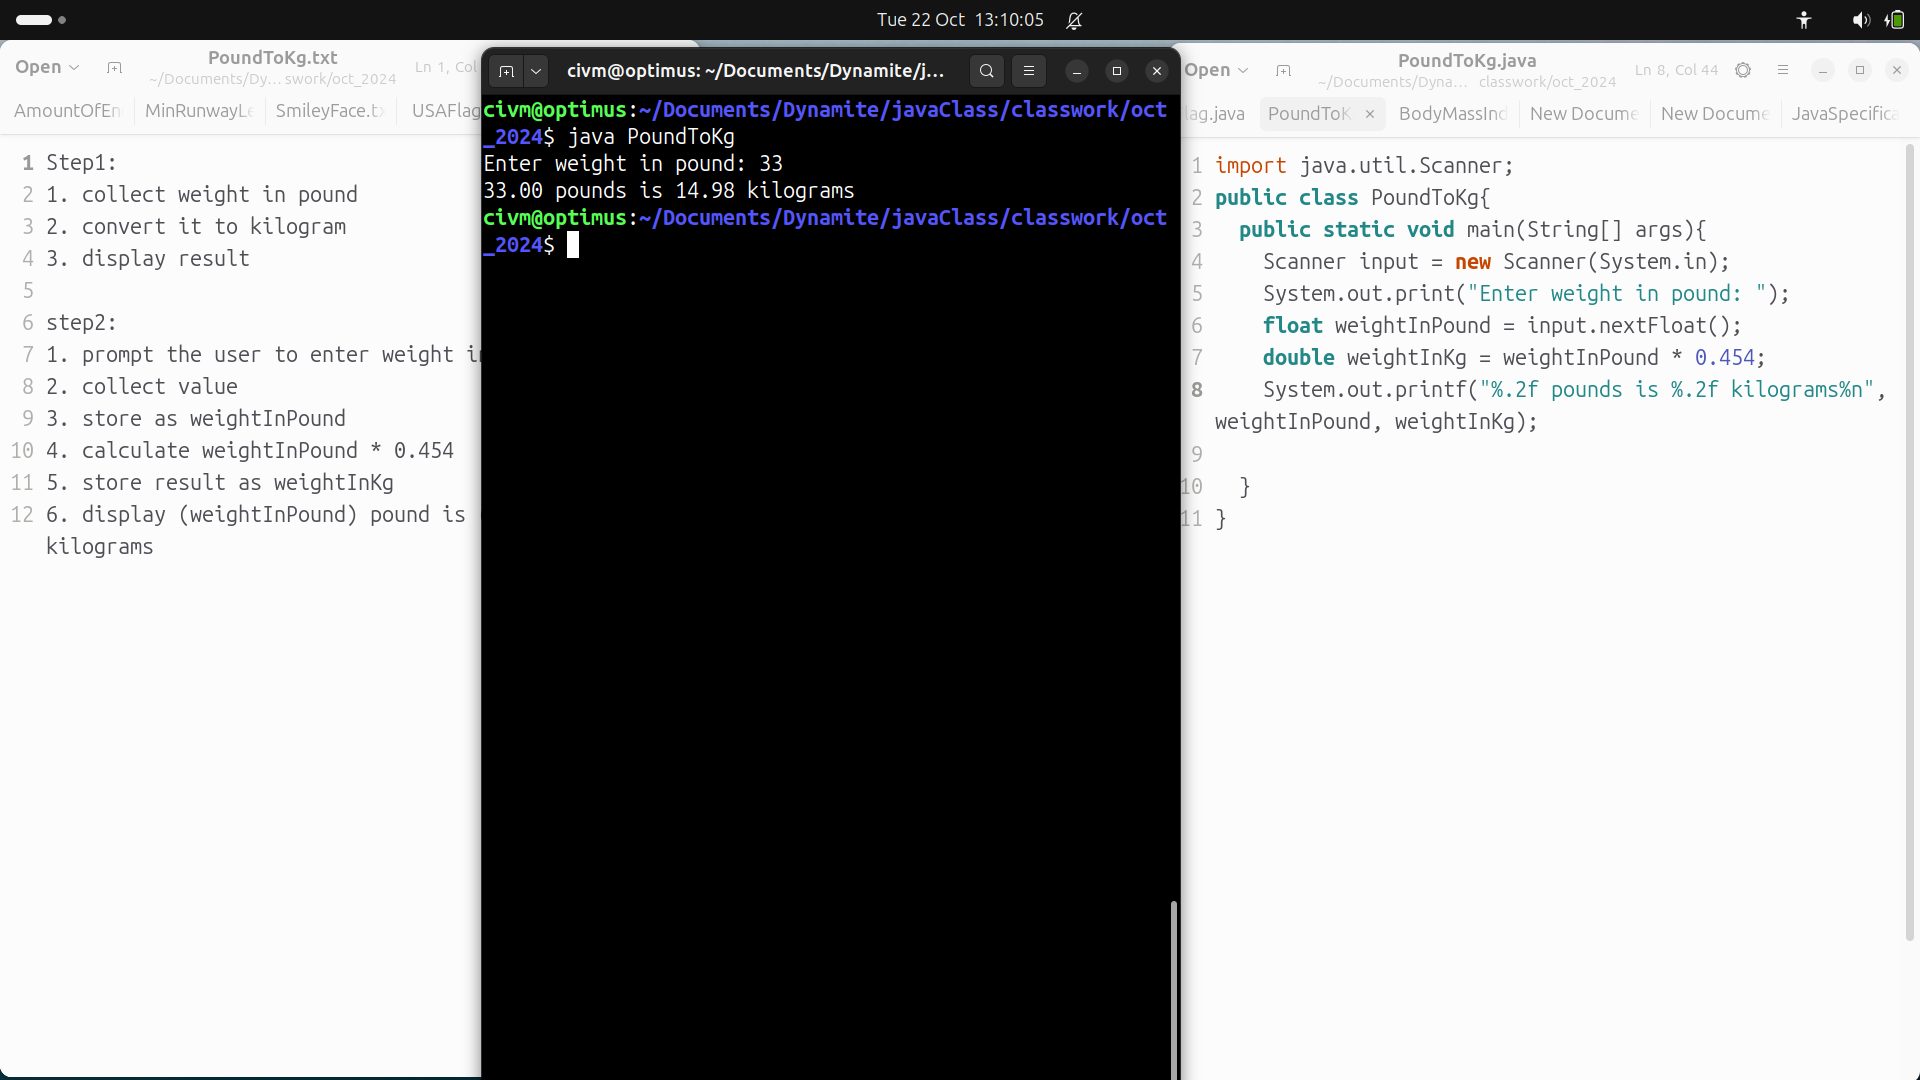 Tue 22 Oct 13:10:05
Open
PoundToKg.txt
~/Documents/Dy… swork/oct_2024
Ln 1, Col
AmountOfEn
MinRunwayLe
SmileyFace.tx
USAFlag
1 Step1:
2 1. collect weight in pound
3 2. convert it to kilogram
4 3. display result
5
6 step2:
7 1. prompt the user to enter weight in
8 2. collect value
9 3. store as weightInPound
10 4. calculate weightInPound * 0.454
11 5. store result as weightInKg
12 6. display (weightInPound) pound is
kilograms
civm@optimus: ~/Documents/Dynamite/j…
civm@optimus:~/Documents/Dynamite/javaClass/classwork/oct
_2024$ java PoundToKg
Enter weight in pound: 33
33.00 pounds is 14.98 kilograms
civm@optimus:~/Documents/Dynamite/javaClass/classwork/oct
_2024$
Open
PoundToKg.java
~/Documents/Dyna… classwork/oct_2024
Ln 8, Col 44
lag.java
PoundToK
BodyMassInd
New Docume
New Docume
JavaSpecifica
1 import java.util.Scanner;
2 public class PoundToKg{
3 public static void main(String[] args){
4 Scanner input = new Scanner(System.in);
5 System.out.print("Enter weight in pound: ");
6 float weightInPound = input.nextFloat();
7 double weightInKg = weightInPound * 0.454;
8 System.out.printf("%.2f pounds is %.2f kilograms%n",
weightInPound, weightInKg);
9
10 }
11 }